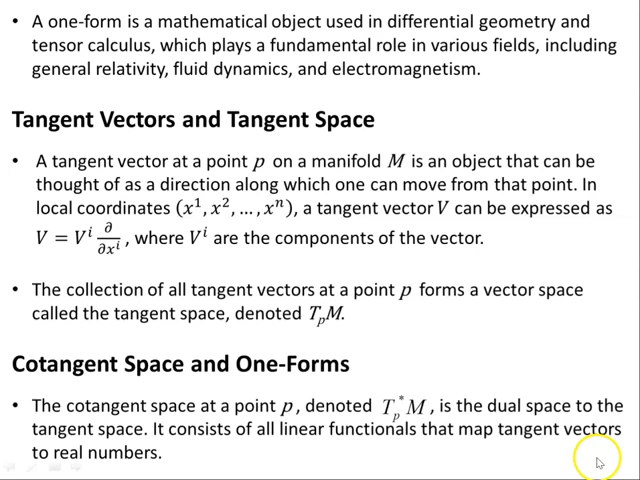 • A one-form is a mathematical object used in differential geometry and
tensor calculus, which plays a fundamental role in various fields, including
general relativity, fluid dynamics, and electromagnetism.
Tangent Vectors and Tangent Space
• A tangent vector at a point p on a manifold M is an object that can be
thought of as a direction along which one can move from that point. In
local coordinates (x¹, x², ..., xⁿ), a tangent vector V can be expressed as
V = Vⁱ ∂/∂xⁱ, where Vⁱ are the components of the vector.
• The collection of all tangent vectors at a point p forms a vector space
called the tangent space, denoted TₚM.
Cotangent Space and One-Forms
• The cotangent space at a point p, denoted Tₚ*M, is the dual space to the
tangent space. It consists of all linear functionals that map tangent vectors
to real numbers.